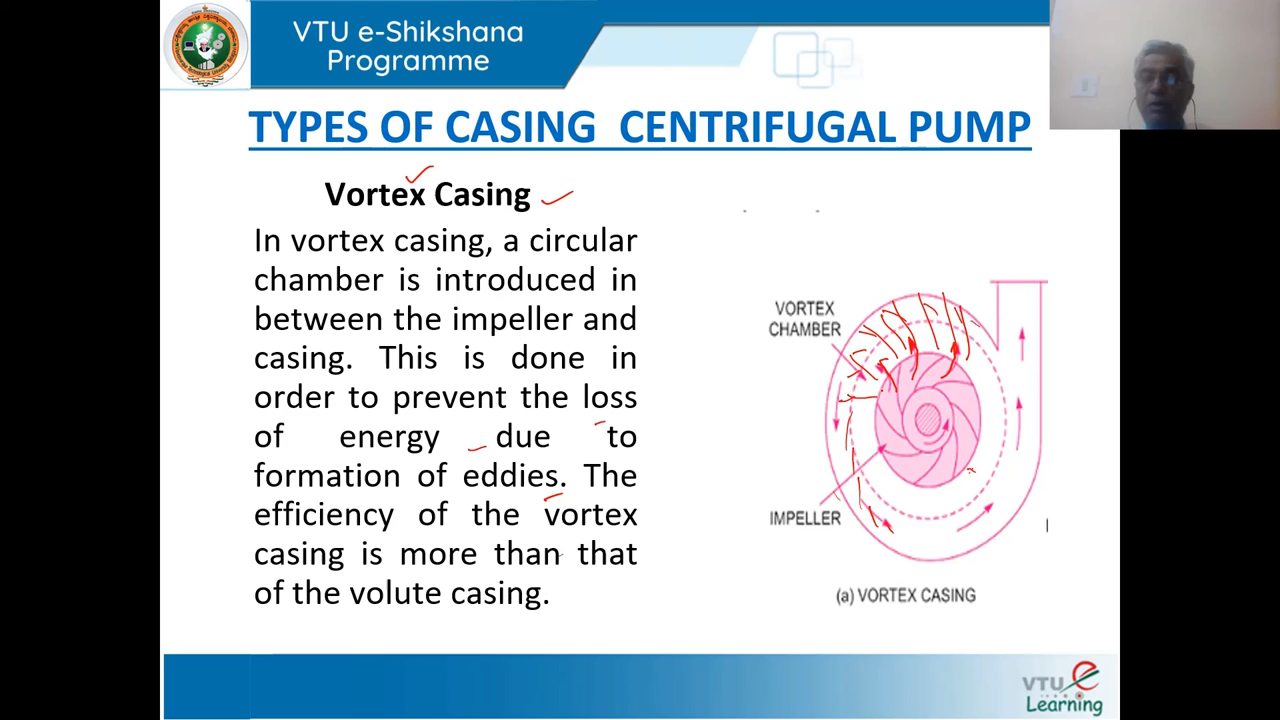 VTU e-Shikshana
Programme
TYPES OF CASING CENTRIFUGAL PUMP
Vortex Casing
In vortex casing, a circular
chamber is introduced in
between the impeller and
casing. This is done in
order to prevent the loss
of energy due to
formation of eddies. The
efficiency of the vortex
casing is more than that
of the volute casing.
VORTEX
CHAMBER
IMPELLER
(a) VORTEX CASING
VTU e
Learning